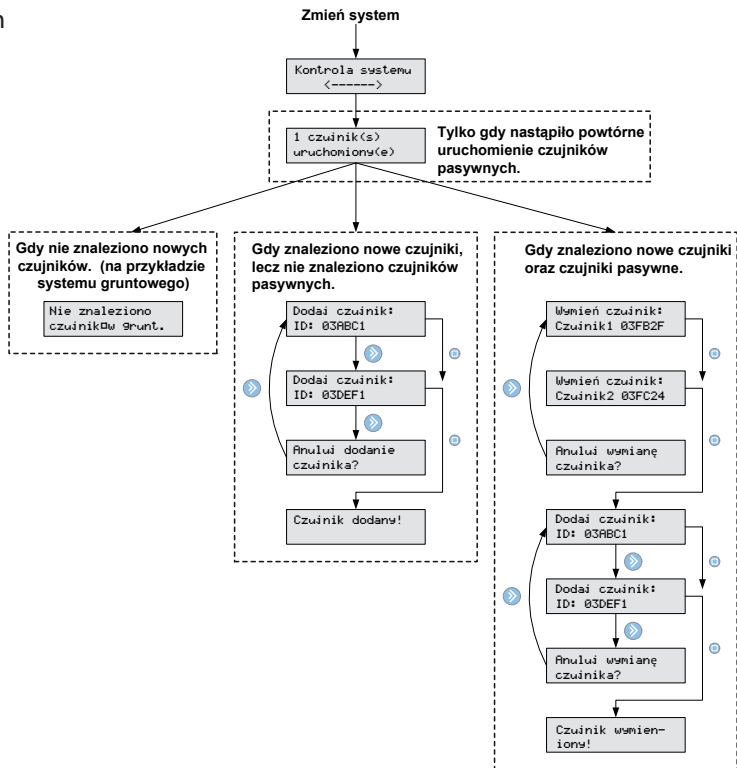 n
Zmień system
Kontrola systemu
<------>
1 czujnik(s)
uruchomiony(e)
Tylko gdy nastąpiło powtórne
uruchomienie czujników
pasywnych.
Gdy nie znaleziono nowych
czujników. (na przykładzie
systemu gruntowego)
Nie znaleziono
czujnik¤w grunt.
Gdy znaleziono nowe czujniki,
lecz nie znaleziono czujników
pasywnych.
Dodaj czujnik:
ID: 03ABC1
Dodaj czujnik:
ID: 03DEF1
Anuluj dodanie
czujnika?
Czujnik dodany!
Gdy znaleziono nowe czujniki
oraz czujniki pasywne.
Wymień czujnik:
Czujnik1 03FB2F
Wymień czujnik:
Czujnik2 03FC24
Anuluj wymianę
czujnika?
Dodaj czujnik:
ID: 03ABC1
Dodaj czujnik:
ID: 03DEF1
Anuluj wymianę
czujnika?
Czujnik wymien-
iony!